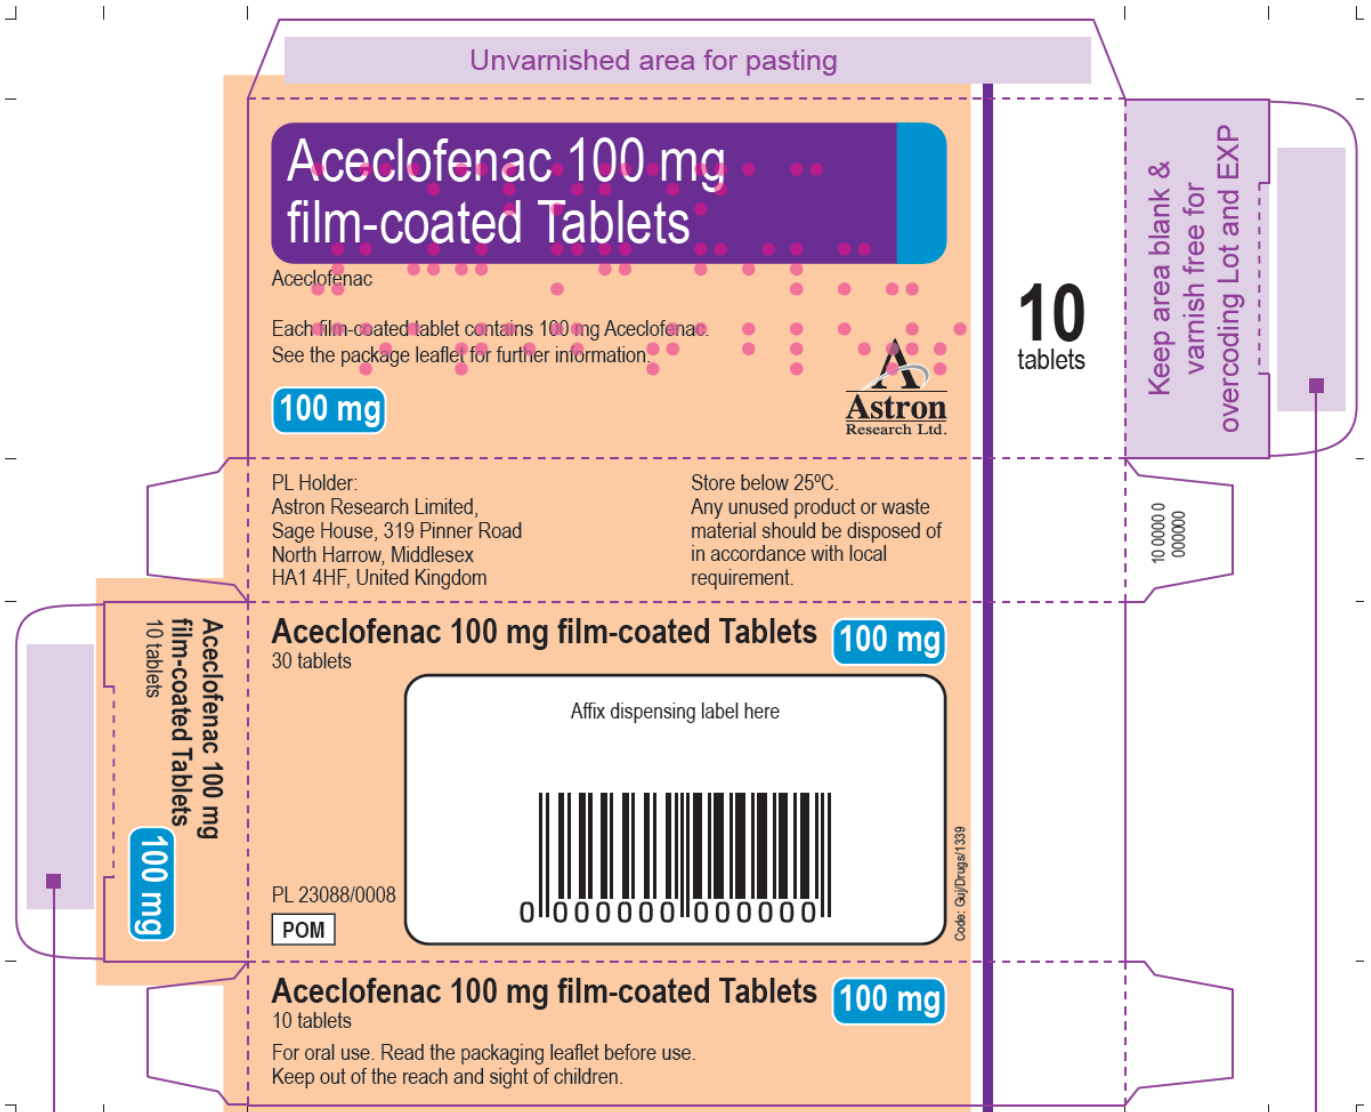 Unvarnished area for pasting
Aceclofenac 100 mg
film-coated Tablets
Aceclofenac
Each film-coated tablet contains 100 mg Aceclofenac.
See the package leaflet for further information.
100 mg
Astron
Research Ltd.
10
tablets
Keep area blank &
varnish free for
overcoding Lot and EXP
PL Holder:
Astron Research Limited,
Sage House, 319 Pinner Road
North Harrow, Middlesex
HA1 4HF, United Kingdom
Store below 25ºC.
Any unused product or waste
material should be disposed of
in accordance with local
requirement.
10 00000 0
000000
Aceclofenac 100 mg
film-coated Tablets
10 tablets
100 mg
Aceclofenac 100 mg film-coated Tablets
100 mg
30 tablets
Affix dispensing label here
0 000000 000000
PL 23088/0008
POM
Code: Guj/Drugs/1339
Aceclofenac 100 mg film-coated Tablets
100 mg
10 tablets
For oral use. Read the packaging leaflet before use.
Keep out of the reach and sight of children.